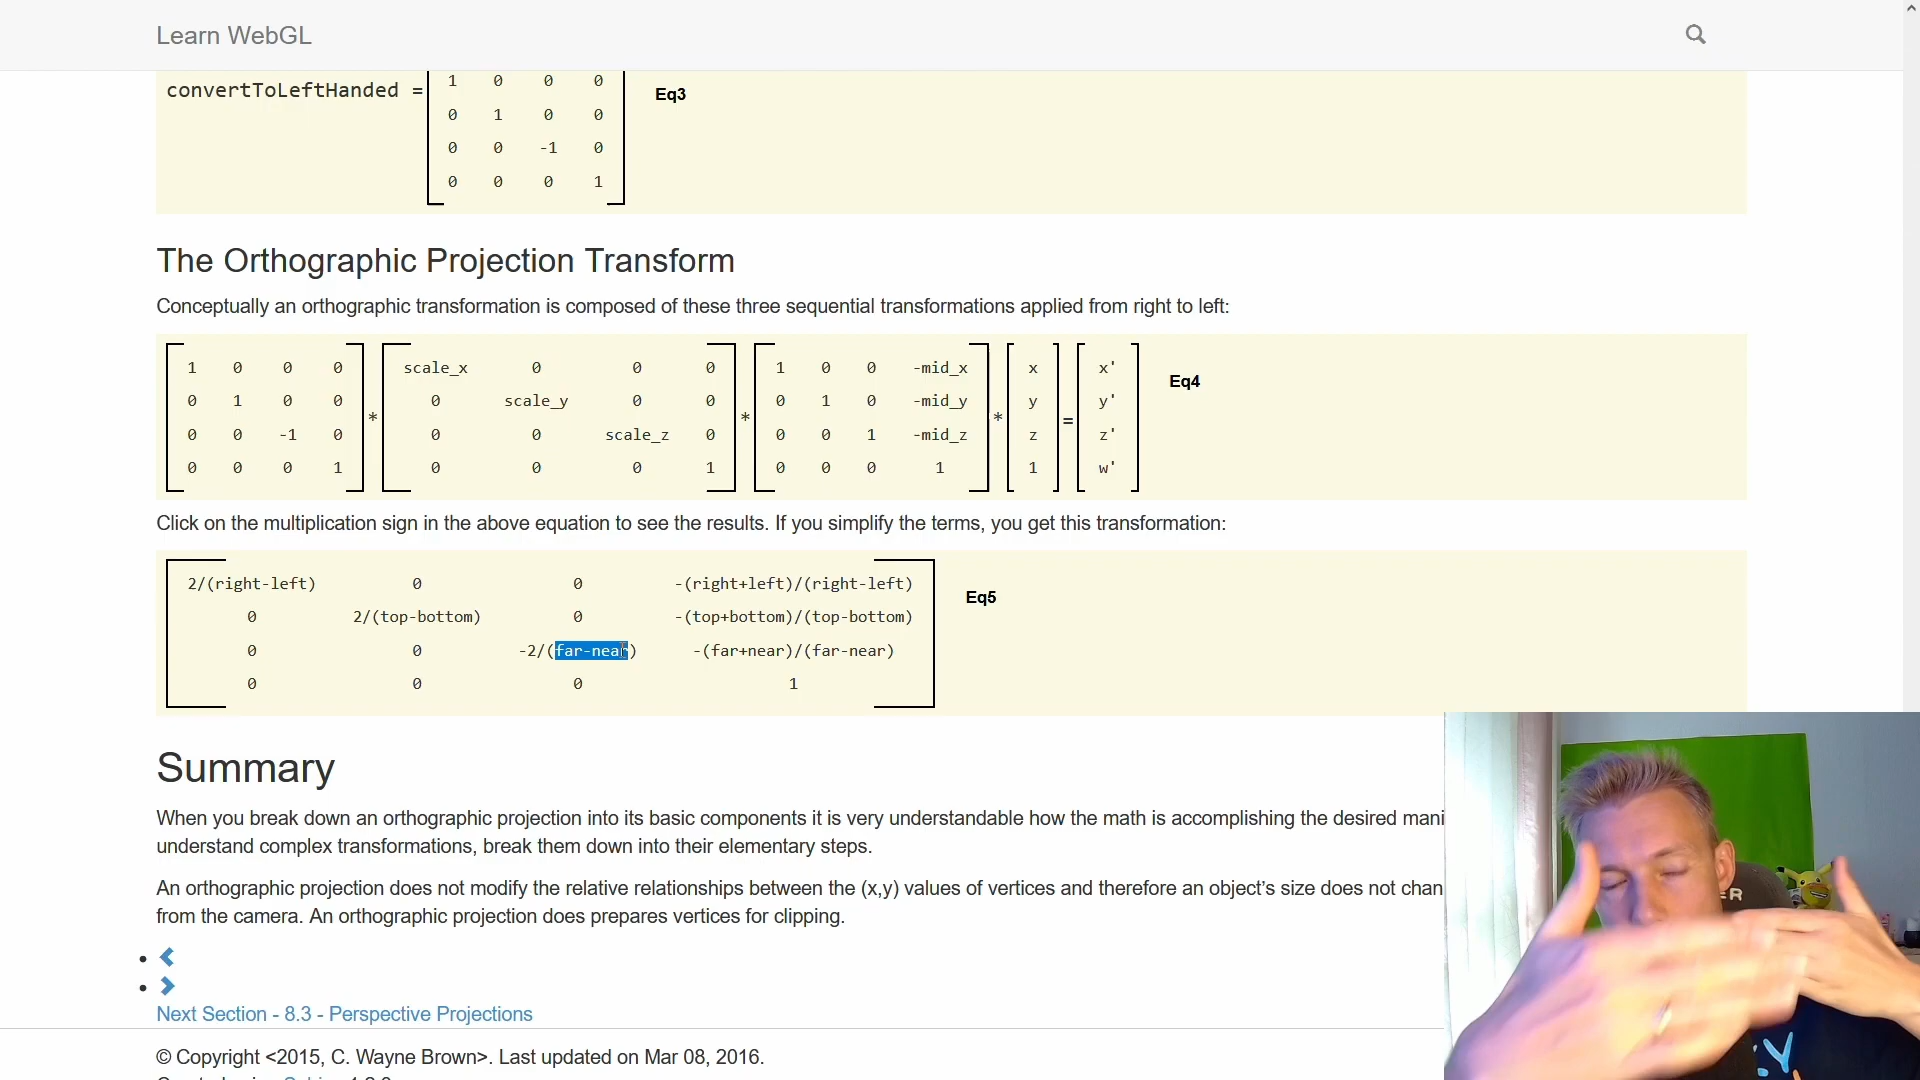 Learn WebGL
convertToLeftHanded =
1 0 0 0
0 1 0 0
0 0 -1 0
0 0 0 1
Eq3
The Orthographic Projection Transform
Conceptually an orthographic transformation is composed of these three sequential transformations applied from right to left:
1 0 0 0 scale_x 0 0 0 1 0 0 -mid_x x x'
0 1 0 0 0 scale_y 0 0 0 1 0 -mid_y y y'
0 0 -1 0 * 0 0 scale_z 0 * 0 0 1 -mid_z * z = z'
0 0 0 1 0 0 0 1 0 0 0 1 1 w'
Eq4
Click on the multiplication sign in the above equation to see the results. If you simplify the terms, you get this transformation:
2/(right-left) 0 0 -(right+left)/(right-left)
0 2/(top-bottom) 0 -(top+bottom)/(top-bottom)
0 0 -2/(far-near) -(far+near)/(far-near)
0 0 0 1
Eq5
Summary
When you break down an orthographic projection into its basic components it is very understandable how the math is accomplishing the desired mani
understand complex transformations, break them down into their elementary steps.
An orthographic projection does not modify the relative relationships between the (x,y) values of vertices and therefore an object's size does not chan
from the camera. An orthographic projection does prepares vertices for clipping.
Next Section - 8.3 - Perspective Projections
© Copyright <2015, C. Wayne Brown>. Last updated on Mar 08, 2016.